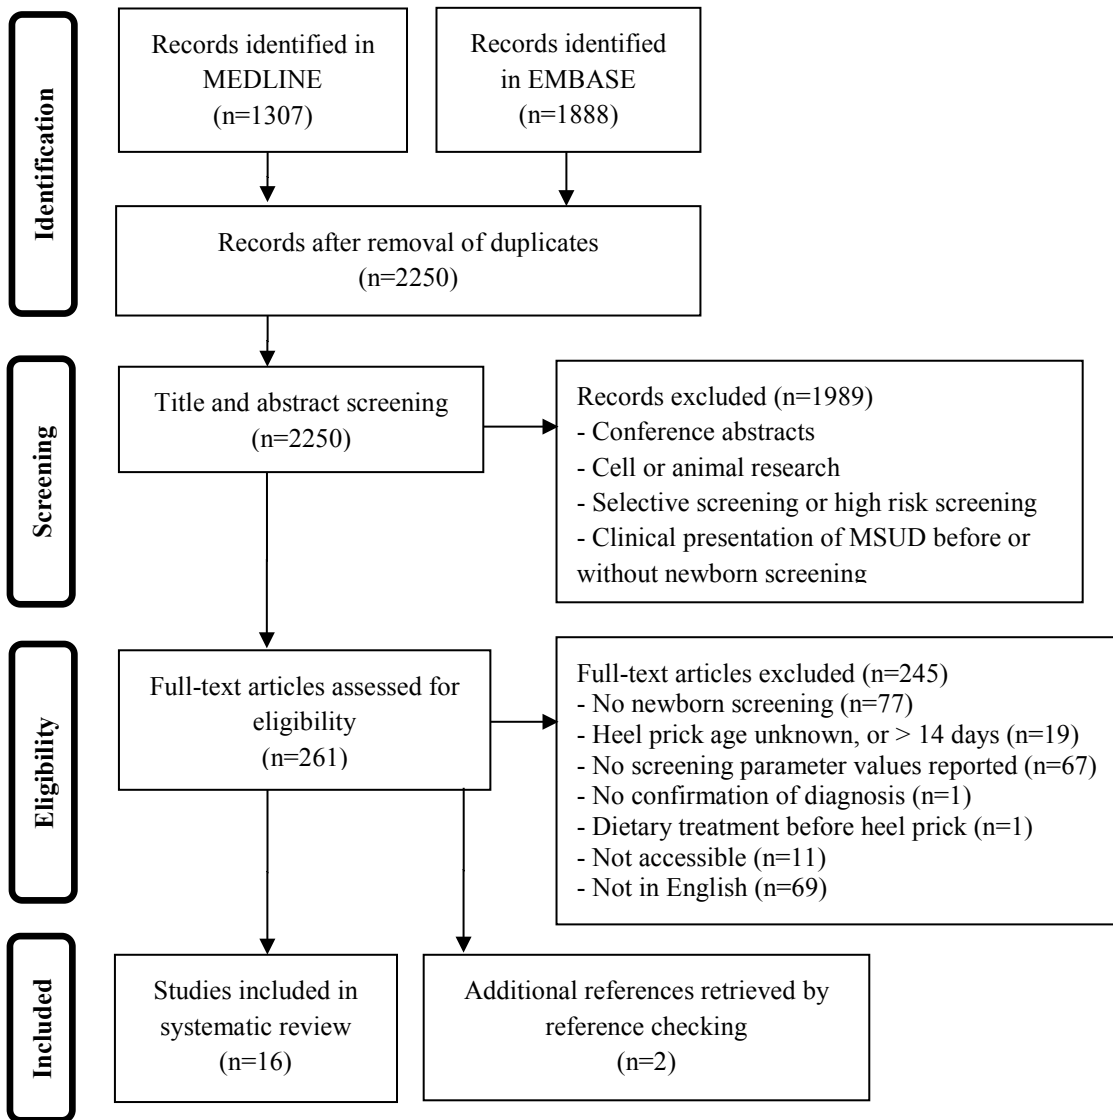 Identification
Records identified in
MEDLINE
(n=1307)
Records identified
in EMBASE
(n=1888)
Records after removal of duplicates
(n=2250)
Screening
Title and abstract screening
(n=2250)
Records excluded (n=1989)
- Conference abstracts
- Cell or animal research
- Selective screening or high risk screening
- Clinical presentation of MSUD before or
without newborn screening
Eligibility
Full-text articles assessed for
eligibility
(n=261)
Full-text articles excluded (n=245)
- No newborn screening (n=77)
- Heel prick age unknown, or > 14 days (n=19)
- No screening parameter values reported (n=67)
- No confirmation of diagnosis (n=1)
- Dietary treatment before heel prick (n=1)
- Not accessible (n=11)
- Not in English (n=69)
Included
Studies included in
systematic review
(n=16)
Additional references retrieved by
reference checking
(n=2)